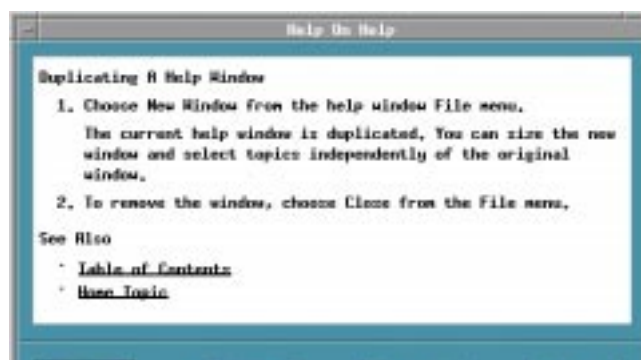 Help On Help
Duplicating A Help Window
1. Choose New Window from the help window File menu.
The current help window is duplicated. You can size the new
window and select topics independently of the original
window.
2. To remove the window, choose Close from the File menu.
See Also
· Table of Contents
· Home Topic